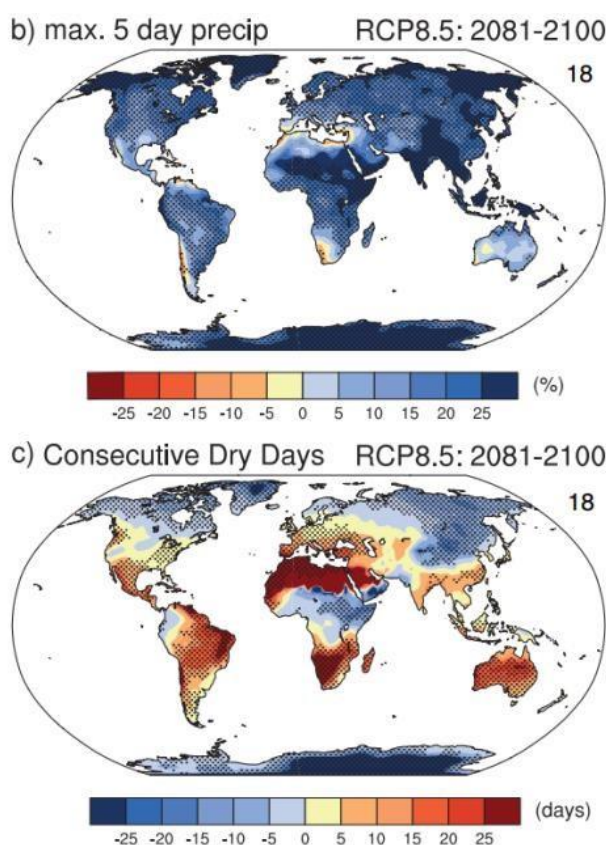 b) max. 5 day precip RCP8.5: 2081-2100
18
(%)
-25 -20 -15 -10 -5 0 5 10 15 20 25
c) Consecutive Dry Days RCP8.5: 2081-2100
18
(days)
-25 -20 -15 -10 -5 0 5 10 15 20 25